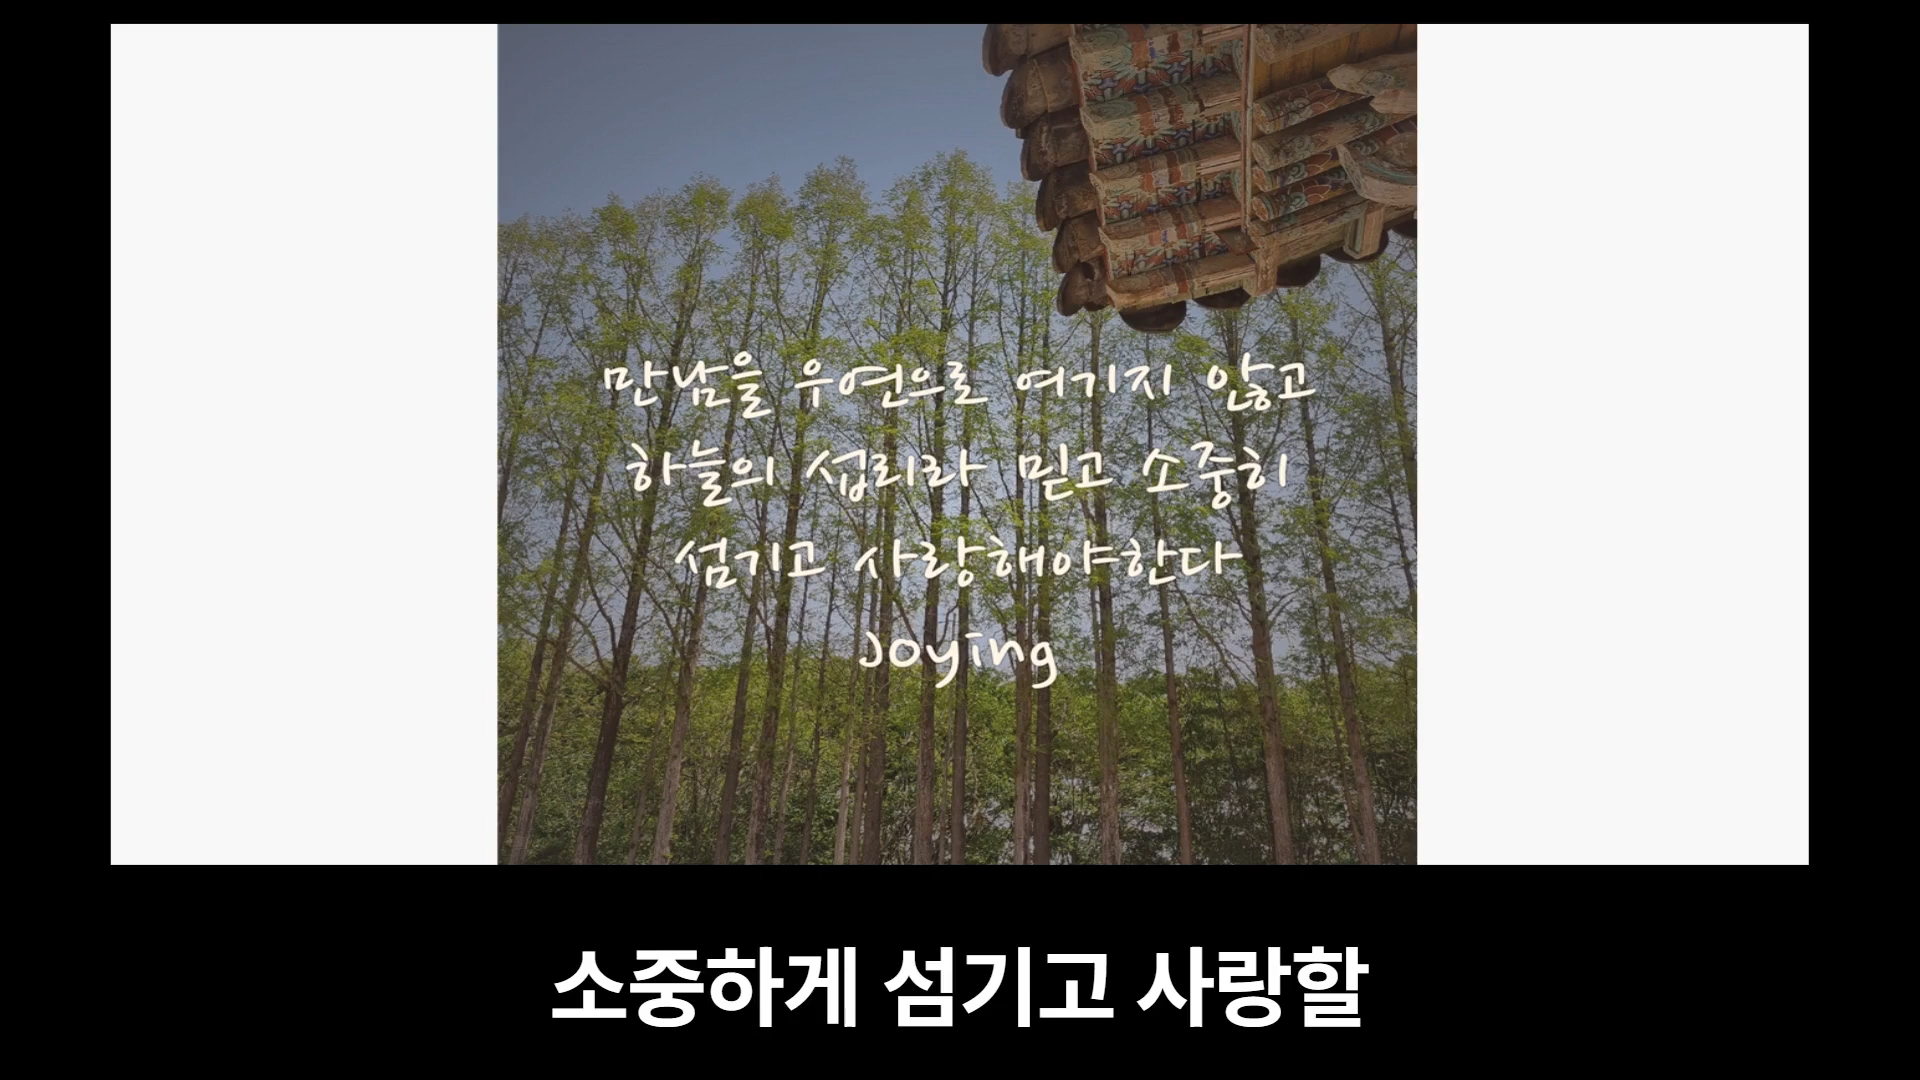 만남을 우연으로 여기지 않고
하늘의 섭리라 믿고 소중히
섬기고 사랑해야한다
Joying
소중하게 섬기고 사랑할